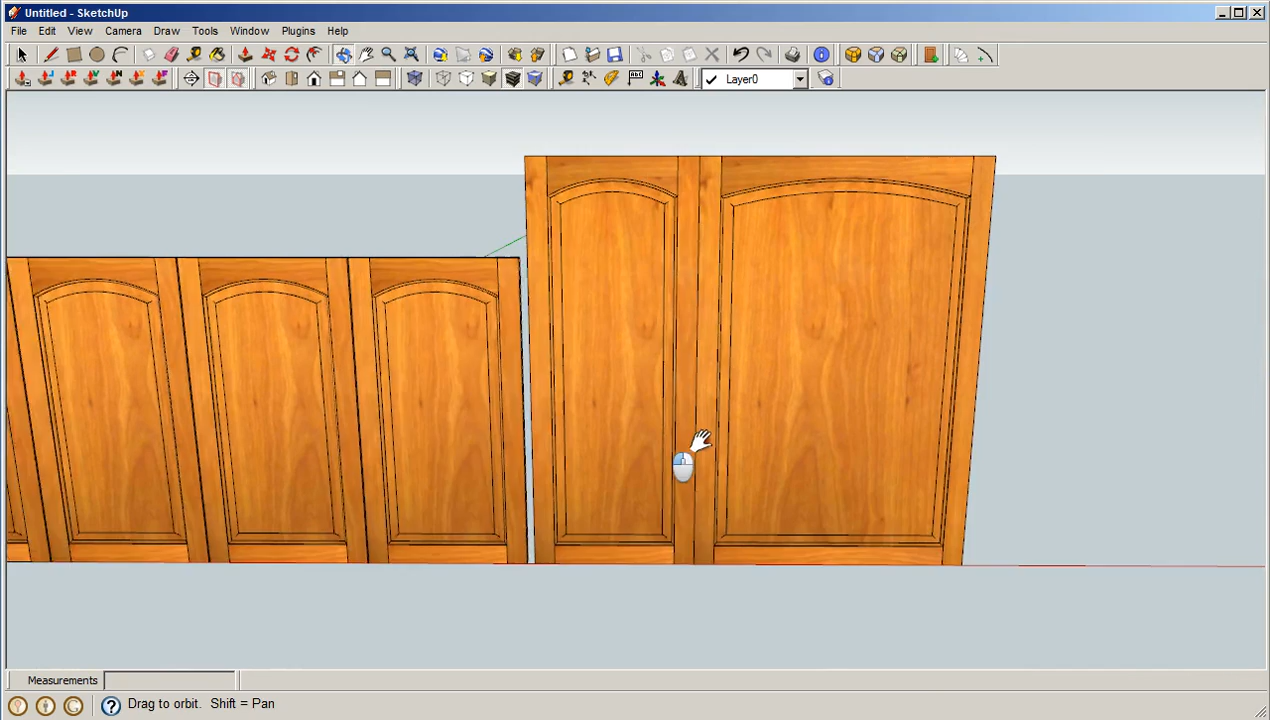 Untitled - SketchUp
File Edit View Camera Draw Tools Window Plugins Help
Layer0
Measurements
Drag to orbit. Shift = Pan